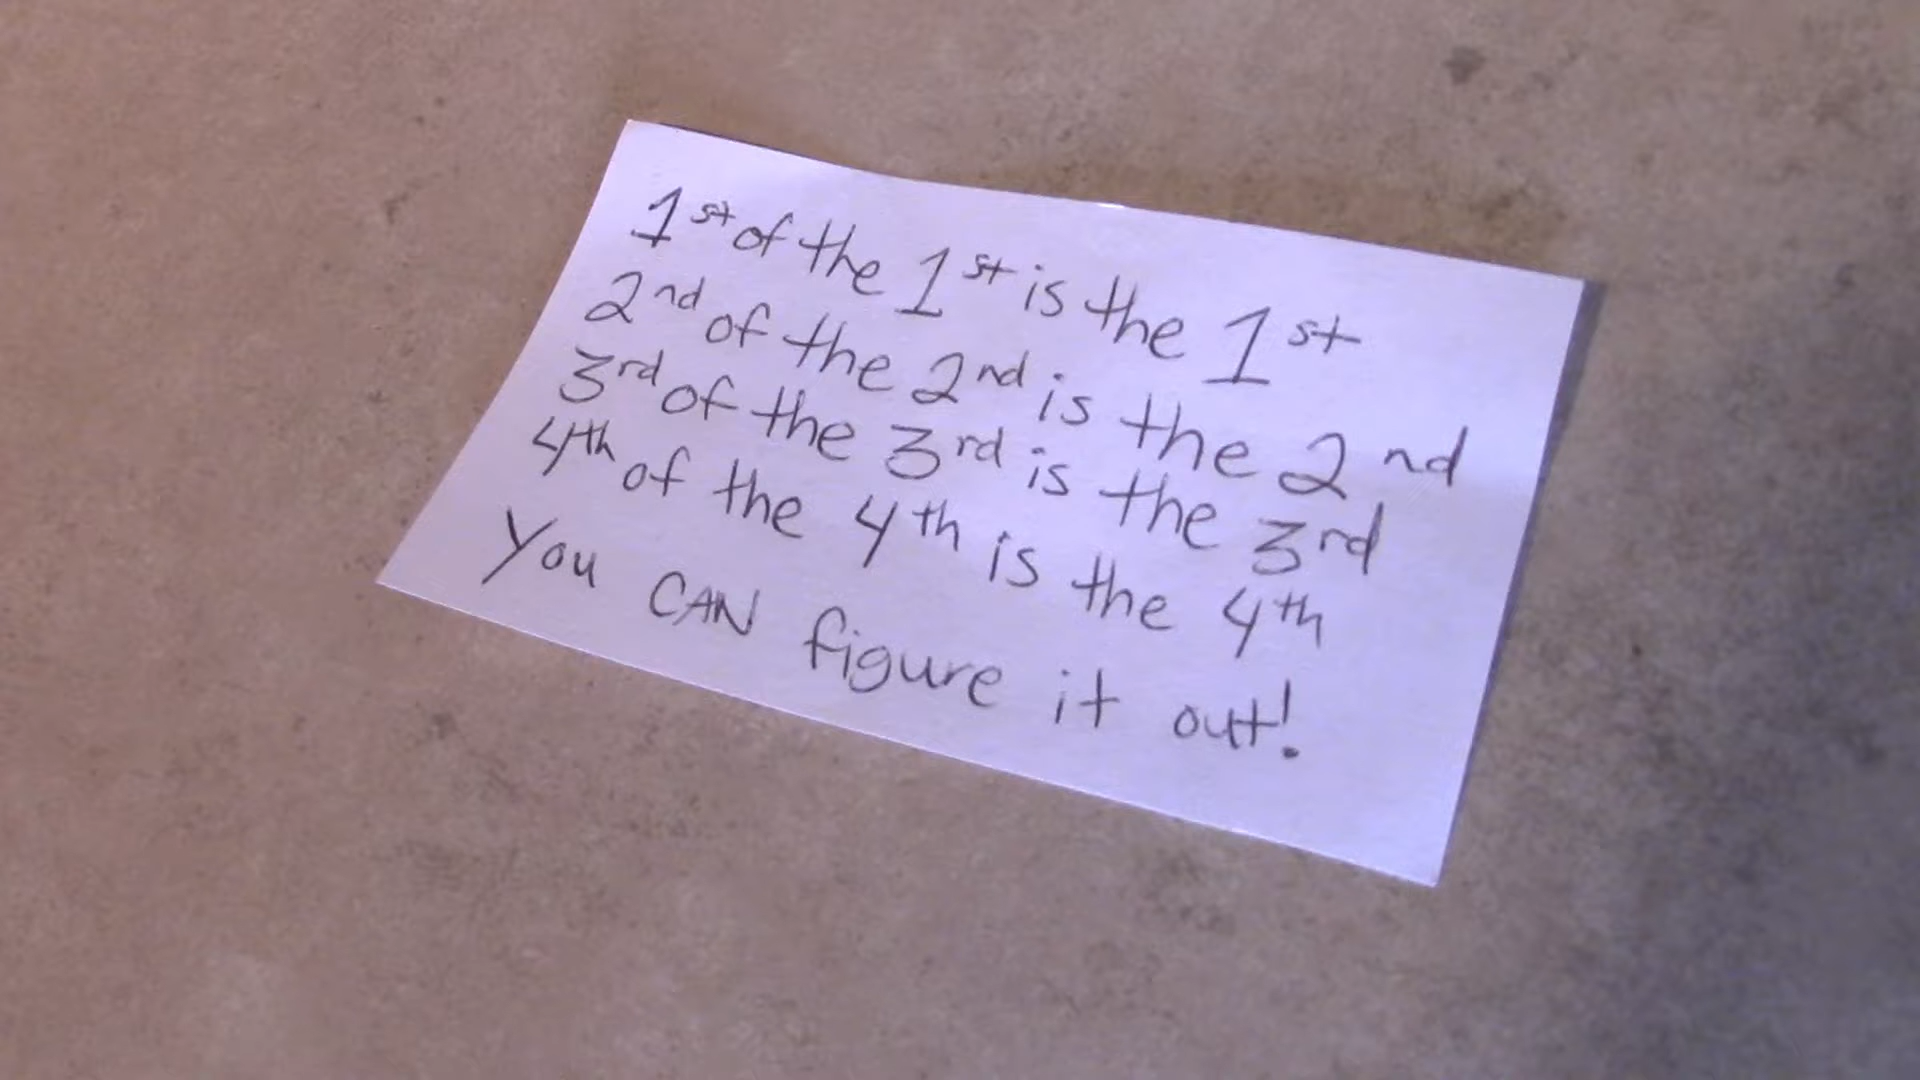 1st of the 1st is the 1st
2nd of the 2nd is the 2nd
3rd of the 3rd is the 3rd
4th of the 4th is the 4th
You CAN figure it out!